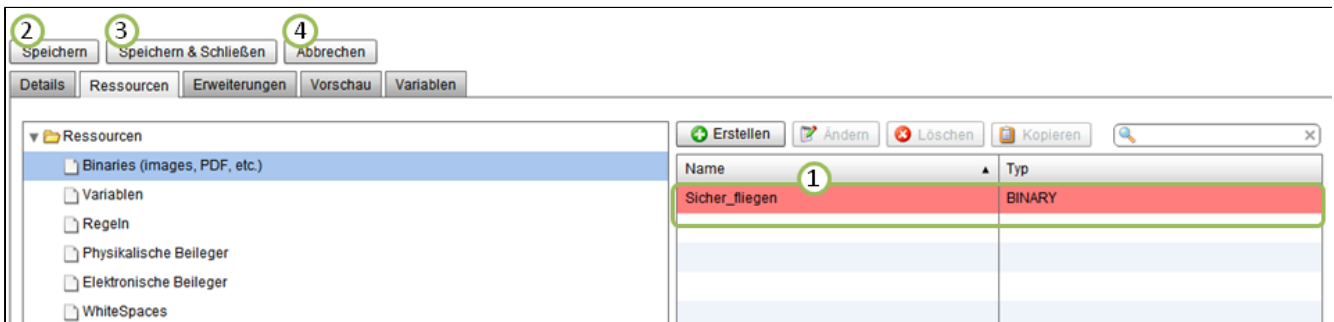 2 3 4
Speichern Speichern & Schließen Abbrechen
Details Ressourcen Erweiterungen Vorschau Variablen
Ressourcen
Binaries (images, PDF, etc.)
Variablen
Regeln
Physikalische Beileger
Elektronische Beileger
WhiteSpaces
Erstellen Ändern Löschen Kopieren
Name Typ
1
Sicher_fliegen BINARY